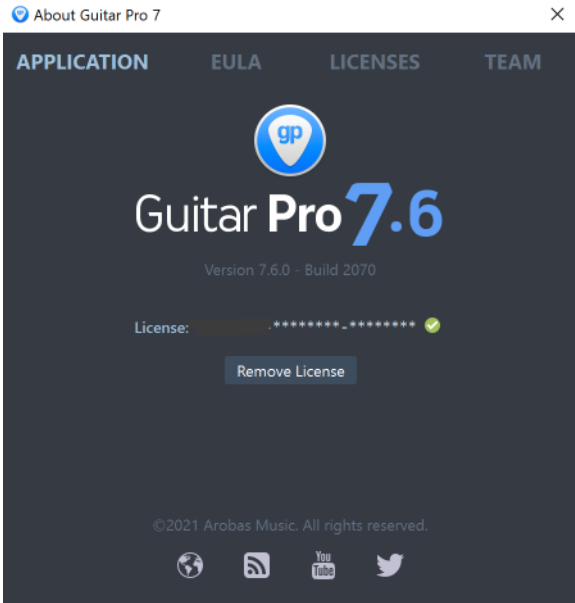 About Guitar Pro 7
APPLICATION EULA LICENSES TEAM
gp
Guitar Pro 7.6
Version 7.6.0 - Build 2070
License: ********-********
Remove License
©2021 Arobas Music. All rights reserved.
You Tube